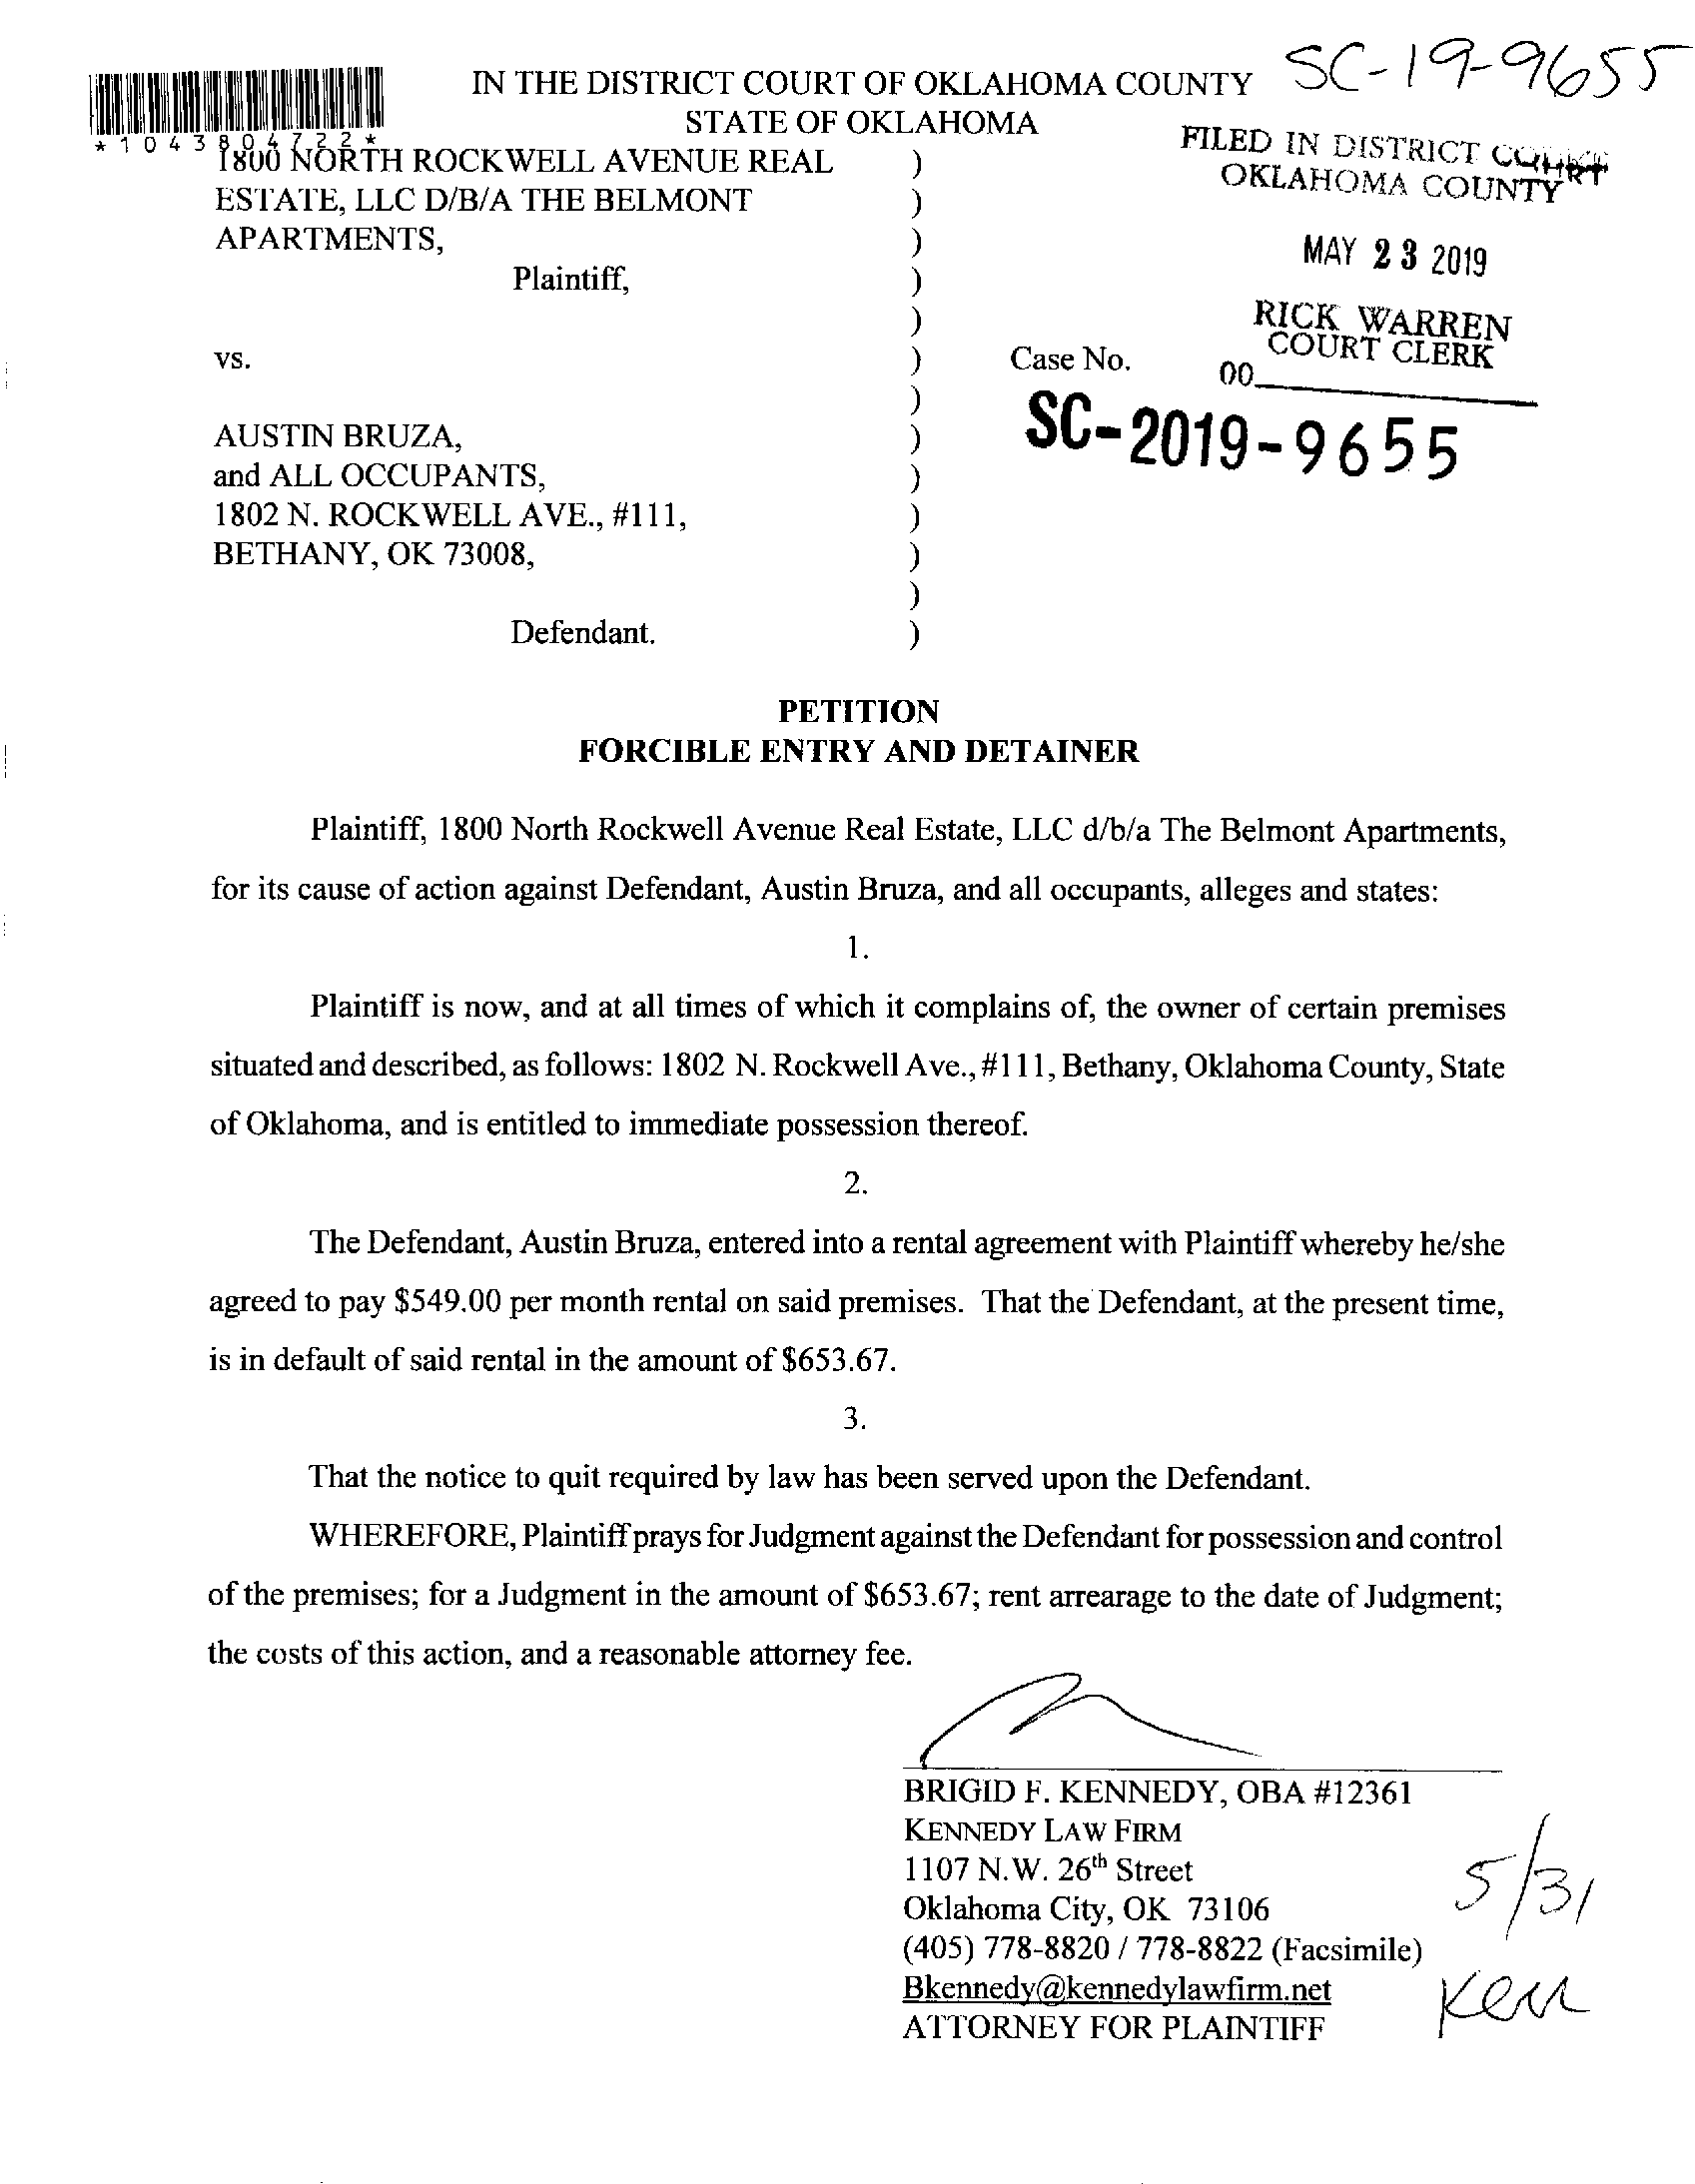 SC-19-9655
IN THE DISTRICT COURT OF OKLAHOMA COUNTY
STATE OF OKLAHOMA
*1043804722*
FILED IN DISTRICT COURT
OKLAHOMA COUNTY
MAY 23 2019
RICK WARREN
COURT CLERK
00
1800 NORTH ROCKWELL AVENUE REAL )
ESTATE, LLC D/B/A THE BELMONT )
APARTMENTS, )
Plaintiff, )
)
vs. ) Case No.
)
SC-2019-9655
AUSTIN BRUZA, )
and ALL OCCUPANTS, )
1802 N. ROCKWELL AVE., #111, )
BETHANY, OK 73008, )
)
Defendant. )
PETITION
FORCIBLE ENTRY AND DETAINER
Plaintiff, 1800 North Rockwell Avenue Real Estate, LLC d/b/a The Belmont Apartments,
for its cause of action against Defendant, Austin Bruza, and all occupants, alleges and states:
1.
Plaintiff is now, and at all times of which it complains of, the owner of certain premises
situated and described, as follows: 1802 N. Rockwell Ave., #111, Bethany, Oklahoma County, State
of Oklahoma, and is entitled to immediate possession thereof.
2.
The Defendant, Austin Bruza, entered into a rental agreement with Plaintiff whereby he/she
agreed to pay $549.00 per month rental on said premises. That the Defendant, at the present time,
is in default of said rental in the amount of $653.67.
3.
That the notice to quit required by law has been served upon the Defendant.
WHEREFORE, Plaintiff prays for Judgment against the Defendant for possession and control
of the premises; for a Judgment in the amount of $653.67; rent arrearage to the date of Judgment;
the costs of this action, and a reasonable attorney fee.
BRIGID F. KENNEDY, OBA #12361
KENNEDY LAW FIRM
1107 N.W. 26th Street
Oklahoma City, OK 73106
(405) 778-8820 / 778-8822 (Facsimile)
Bkennedy@kennedylawfirm.net
ATTORNEY FOR PLAINTIFF
5/31
Kerr